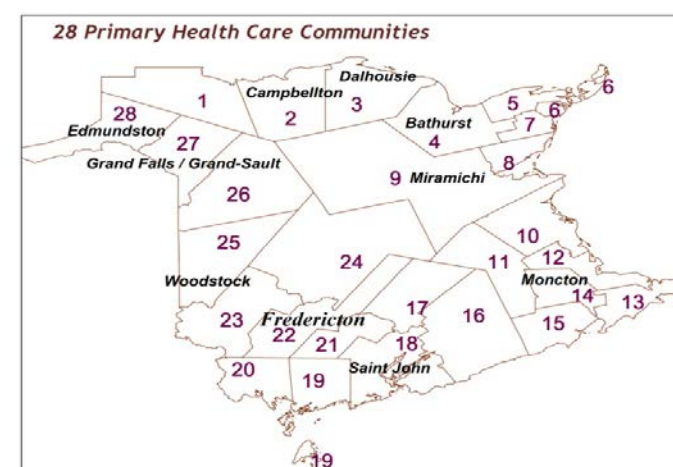 28 Primary Health Care Communities
Dalhousie
6
Campbellton
1
5
6
28
2
3
Bathurst
7
Edmundston
4
27
8
Grand Falls / Grand-Sault
9 Miramichi
26
10
25
24
11
12
Woodstock
Moncton
14
13
17
16
15
23
Fredericton
22
21
18
20
19
Saint John
19